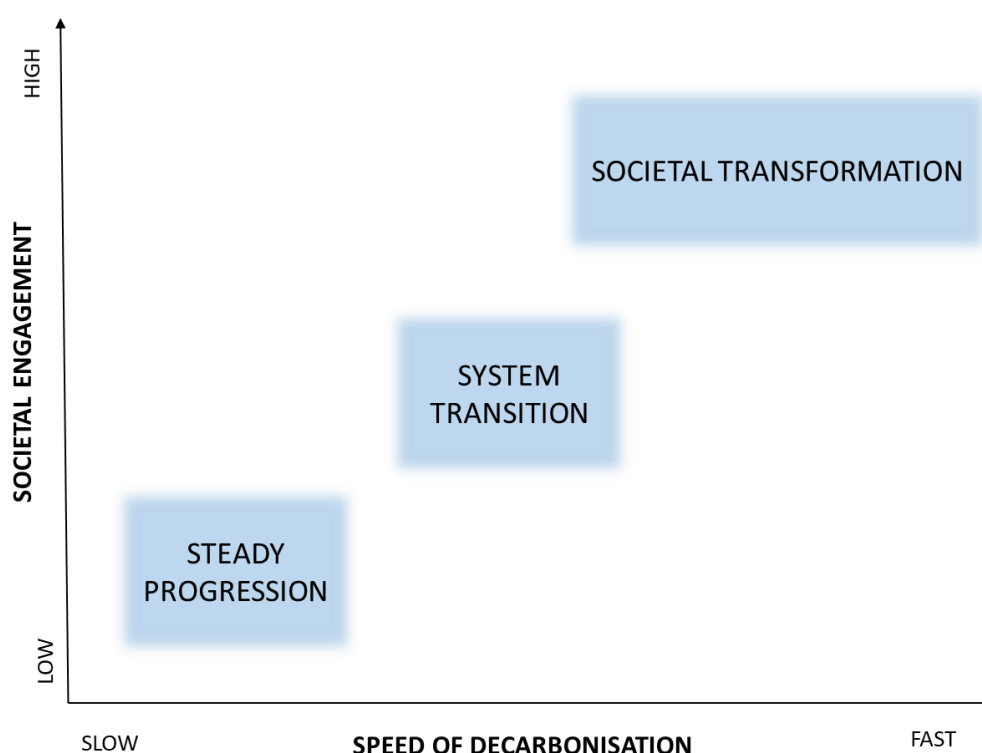 HIGH
SOCIETAL TRANSFORMATION
SOCIETAL ENGAGEMENT
SYSTEM
TRANSITION
STEADY
PROGRESSION
LOW
SLOW
SPEED OF DECARBONISATION
FAST